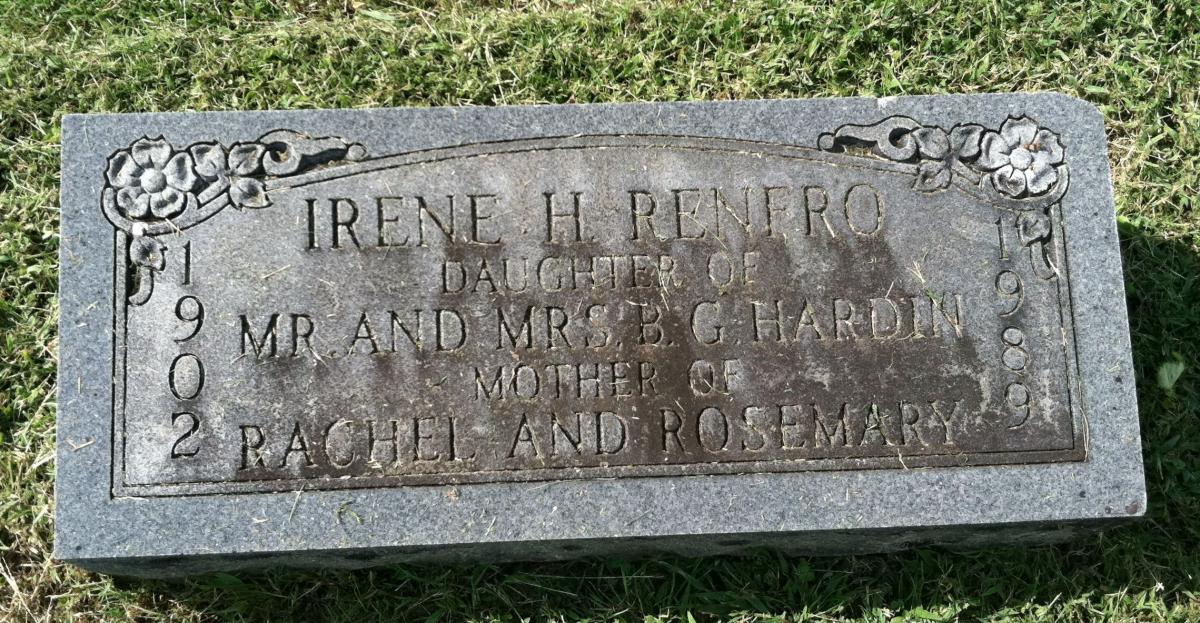 IRENE H. RENFRO
DAUGHTER OF
MR. AND MRS. B. G. HARDIN
MOTHER OF
RACHEL AND ROSEMARY
1902
1989